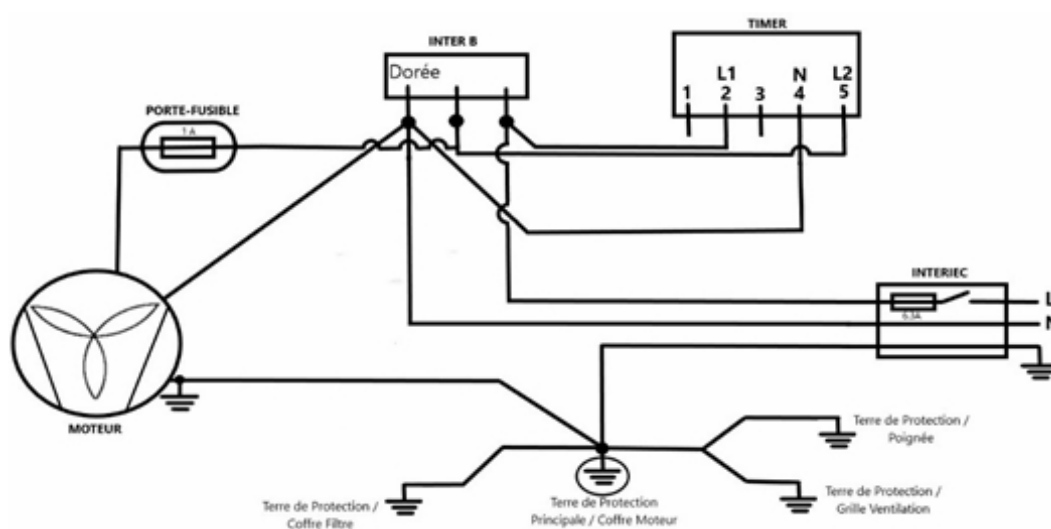 TIMER
INTER B
Dorée
L1
N
L2
1
2
3
4
5
PORTE-FUSIBLE
1 A
INTERIEC
L
6.3A
N
MOTEUR
Terre de Protection /
Poignée
Terre de Protection /
Coffre Filtre
Terre de Protection
Principale / Coffre Moteur
Terre de Protection /
Grille Ventilation